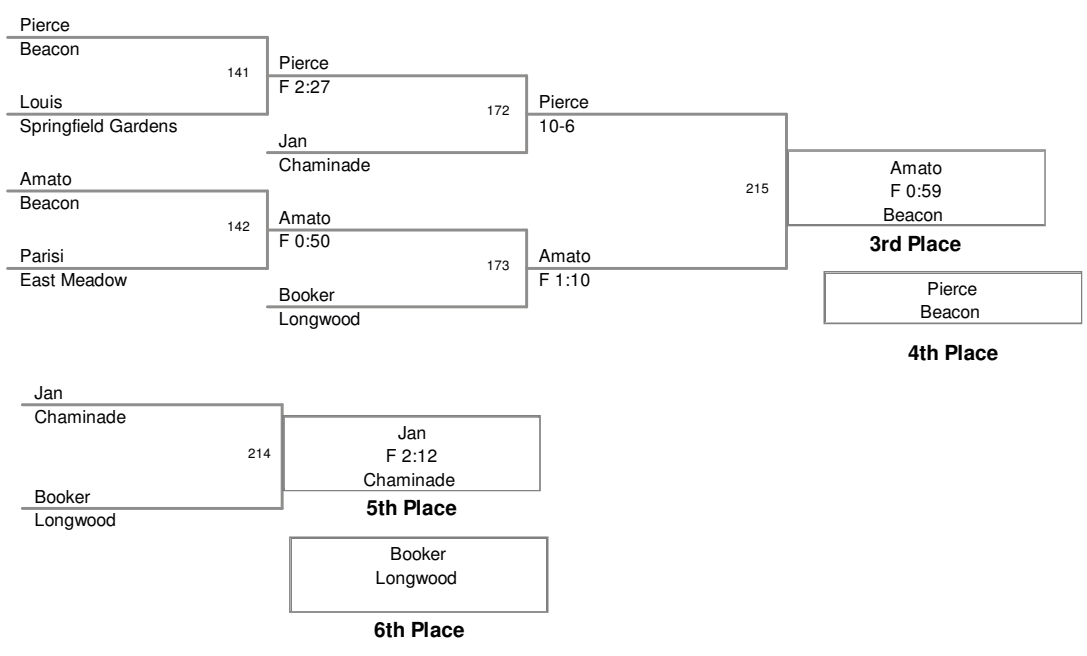 Pierce
Beacon
141
Louis
Springfield Gardens
Pierce
F 2:27
172
Jan
Chaminade
Pierce
10-6
Amato
Beacon
142
Parisi
East Meadow
Amato
F 0:50
173
Booker
Longwood
Amato
F 1:10
215
Amato
F 0:59
Beacon
3rd Place
Pierce
Beacon
4th Place
Jan
Chaminade
214
Booker
Longwood
Jan
F 2:12
Chaminade
5th Place
Booker
Longwood
6th Place